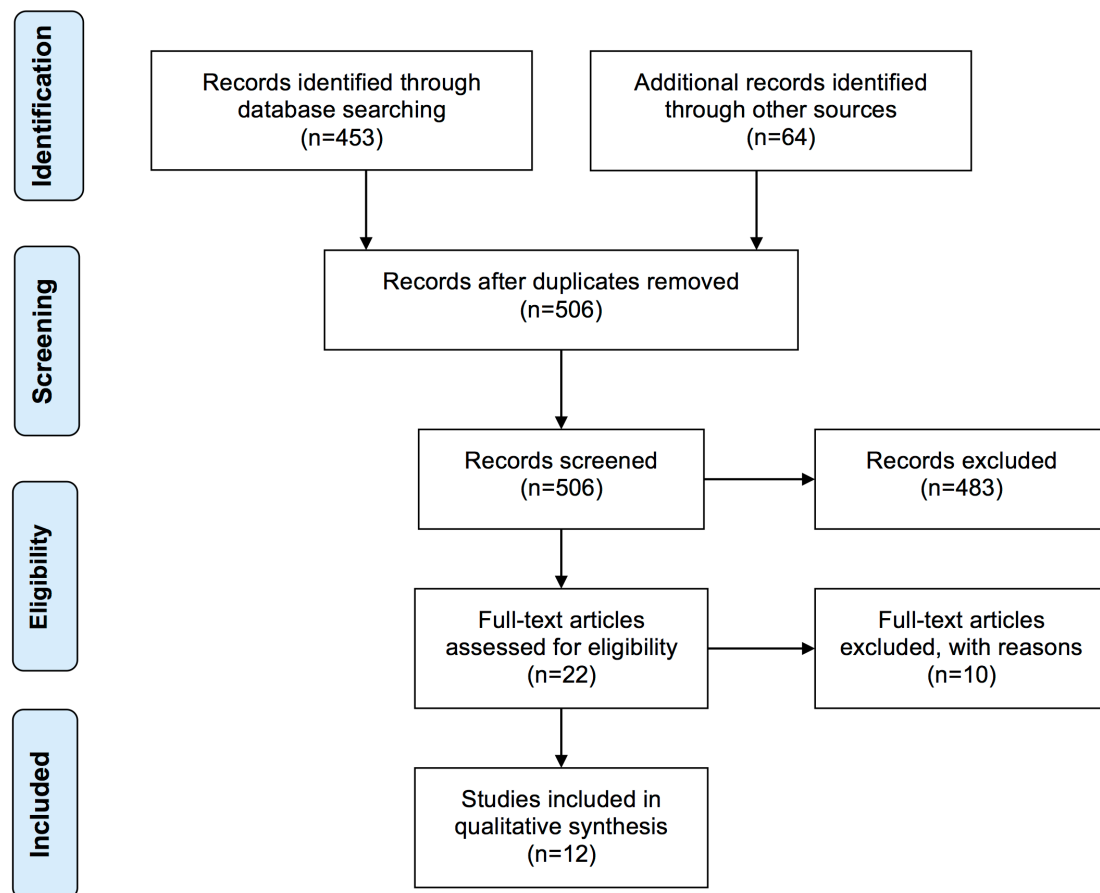 Identification
Records identified through
database searching
(n=453)
Additional records identified
through other sources
(n=64)
Screening
Records after duplicates removed
(n=506)
Records screened
(n=506)
Records excluded
(n=483)
Eligibility
Full-text articles
assessed for eligibility
(n=22)
Full-text articles
excluded, with reasons
(n=10)
Included
Studies included in
qualitative synthesis
(n=12)